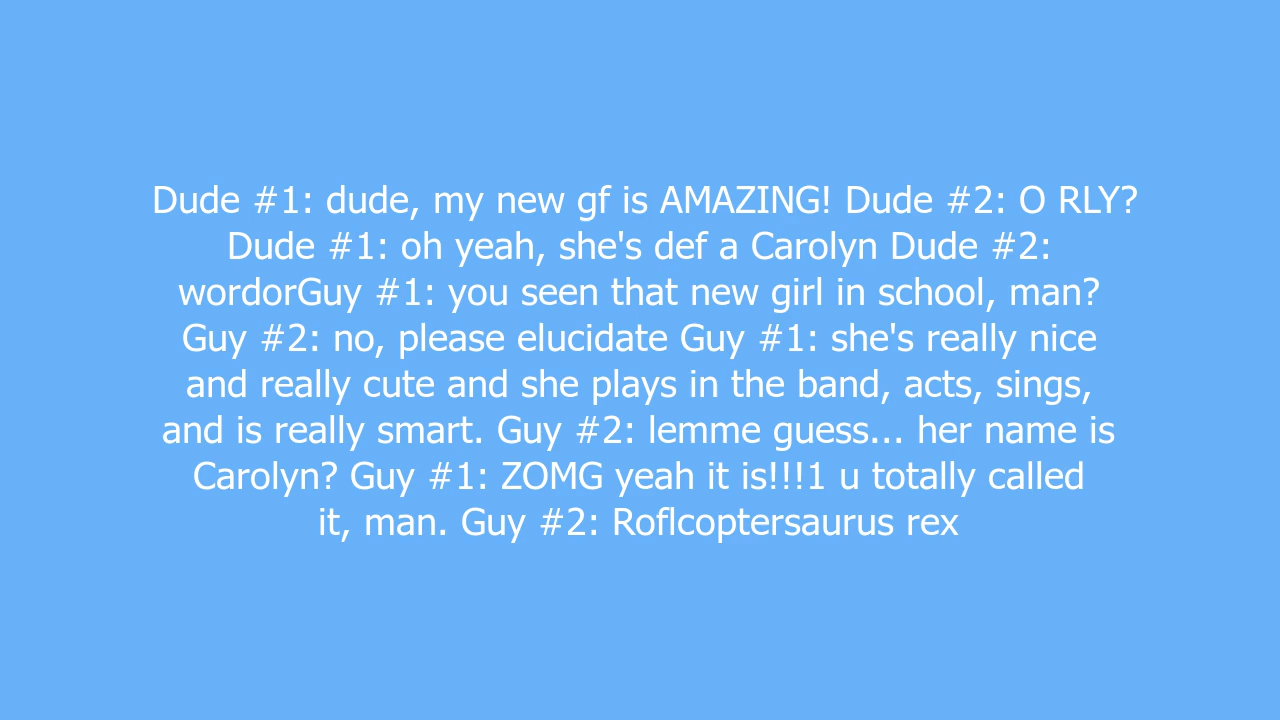 Dude #1: dude, my new gf is AMAZING! Dude #2: O RLY?
Dude #1: oh yeah, she's def a Carolyn Dude #2:
wordorGuy #1: you seen that new girl in school, man?
Guy #2: no, please elucidate Guy #1: she's really nice
and really cute and she plays in the band, acts, sings,
and is really smart. Guy #2: lemme guess... her name is
Carolyn? Guy #1: ZOMG yeah it is!!!1 u totally called
it, man. Guy #2: Roflcoptersaurus rex